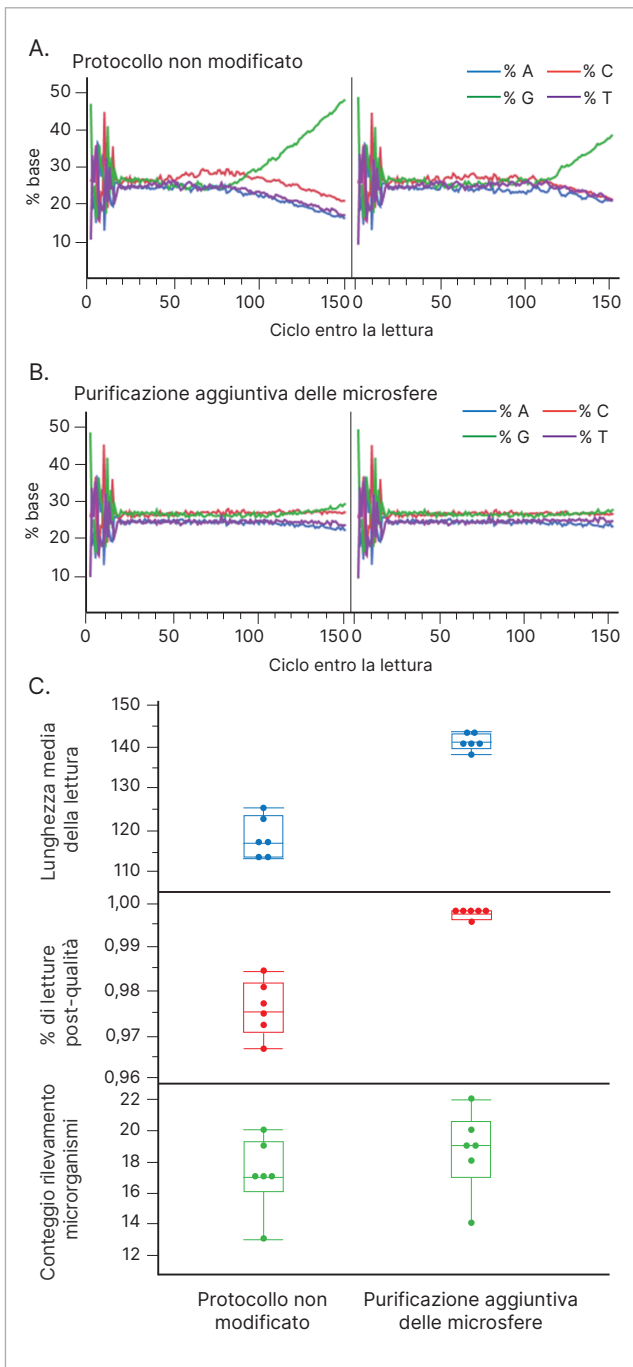 A.
Protocollo non modificato
% A % C
% G % T
% base
50
40
30
20
10
0 50 100 150 0 50 100 150
Ciclo entro la lettura
B.
Purificazione aggiuntiva delle microsfere
% A % C
% G % T
% base
50
40
30
20
10
0 50 100 150 0 50 100 150
Ciclo entro la lettura
C.
Lunghezza media
della lettura
150
140
130
120
110
% di letture
post-qualità
1,00
0,99
0,98
0,97
0,96
Conteggio rilevamento
microrganismi
22
20
18
16
14
12
Protocollo non
modificato
Purificazione aggiuntiva
delle microsfere